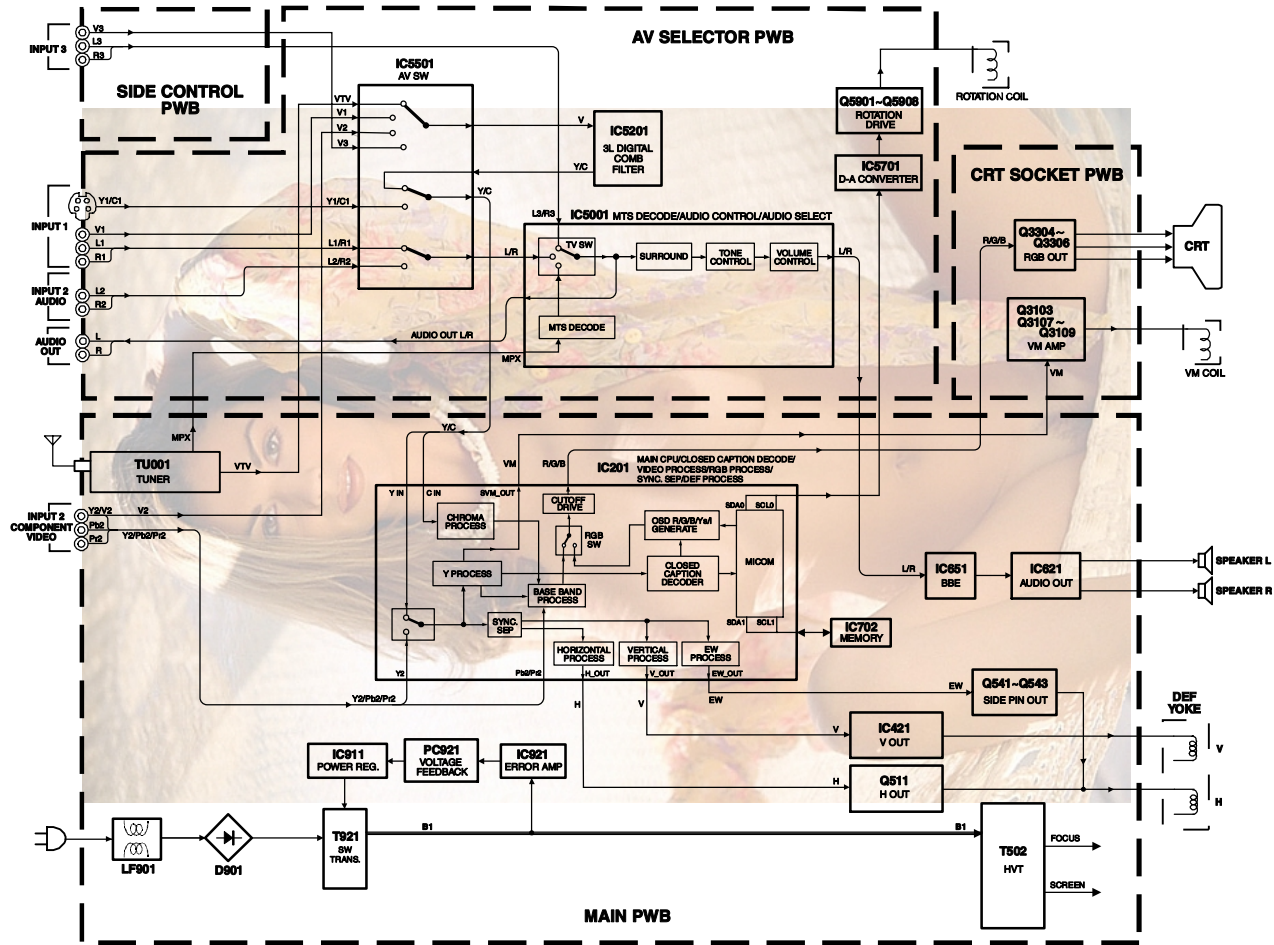 INPUT 3
V3
L3
R3
SIDE CONTROL
PWB
AV SELECTOR PWB
IC5501
AV SW
VTV
V1
V2
V3
V
IC5201
3L DIGITAL
COMB
FILTER
Y/C
Y/C
Q5901~Q5908
ROTATION
DRIVE
ROTATION COIL
IC5701
D-A CONVERTER
CRT SOCKET PWB
INPUT 1
Y1/C1
Y1/C1
V1
L1
R1
L1/R1
L2/R2
L/R
L3/R3
IC5001 MTS DECODE/AUDIO CONTROL/AUDIO SELECT
TV SW
SURROUND
TONE
CONTROL
VOLUME
CONTROL
L/R
MTS DECODE
R/G/B
Q3304~
Q3306
RGB OUT
CRT
INPUT 2
AUDIO
L2
R2
Q3103
Q3107~
Q3109
VM AMP
VM COIL
AUDIO
OUT
L
R
AUDIO OUT L/R
MPX
VM
MPX
TU001
TUNER
VTV
Y/C
VM
R/G/B
IC201
MAIN CPU/CLOSED CAPTION DECODE/
VIDEO PROCESS/RGB PROCESS/
SYNC. SEP/DEF PROCESS
INPUT 2
COMPONENT
VIDEO
Y2/V2
Pb2
Pr2
V2
Y2/Pb2/Pr2
Y IN
C IN
SVM_OUT
CHROMA
PROCESS
CUTOFF
DRIVE
RGB
SW
OSD R/G/B/Ys/I
GENERATE
SDA0
SCL0
MICOM
Y PROCESS
BASE BAND
PROCESS
CLOSED
CAPTION
DECODER
SYNC.
SEP
SDA1
SCL1
IC702
MEMORY
HORIZONTAL
PROCESS
VERTICAL
PROCESS
EW
PROCESS
Y2
Pb2/Pr2
H_OUT
V_OUT
EW_OUT
L/R
IC651
BBE
IC621
AUDIO OUT
SPEAKER L
SPEAKER R
Y2/Pb2/Pr2
H
V
EW
EW
Q541~Q543
SIDE PIN OUT
DEF
YOKE
V
IC421
V OUT
V
H
Q511
H OUT
H
IC911
POWER REG.
PC921
VOLTAGE
FEEDBACK
IC921
ERROR AMP
LF901
D901
T921
SW
TRANS.
B1
B1
T502
HVT
FOCUS
SCREEN
MAIN PWB